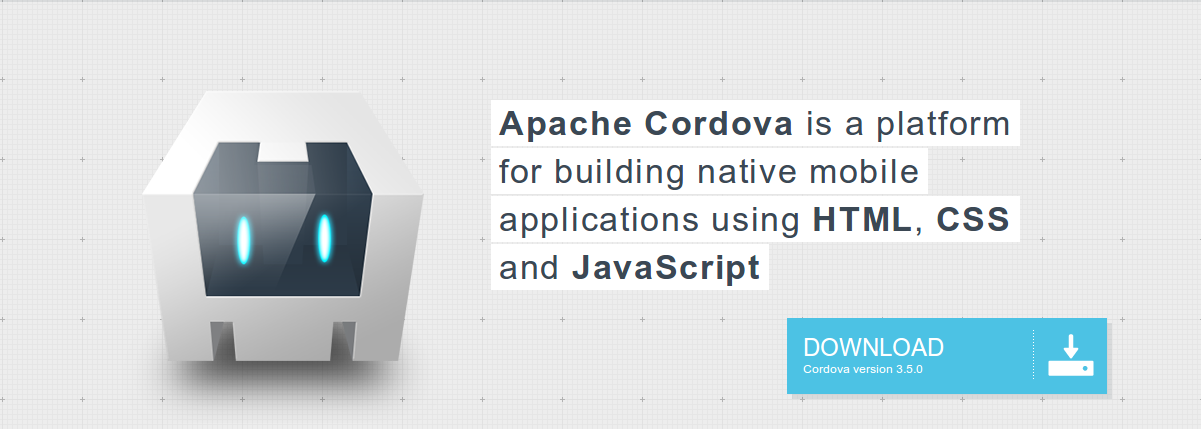 Apache Cordova is a platform
for building native mobile
applications using HTML, CSS
and JavaScript
DOWNLOAD
Cordova version 3.5.0